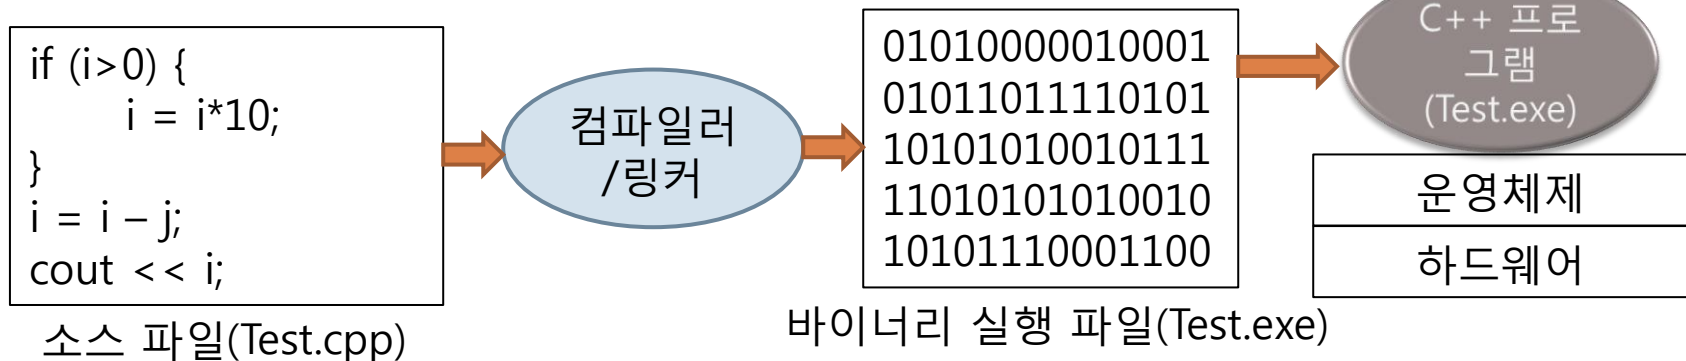 if (i>0) {
i = i*10;
}
i = i – j;
cout << i;
소스 파일(Test.cpp)
컴파일러
/링커
01010000010001
01011011110101
10101010010111
11010101010010
10101110001100
바이너리 실행 파일(Test.exe)
C++ 프로
그램
(Test.exe)
운영체제
하드웨어